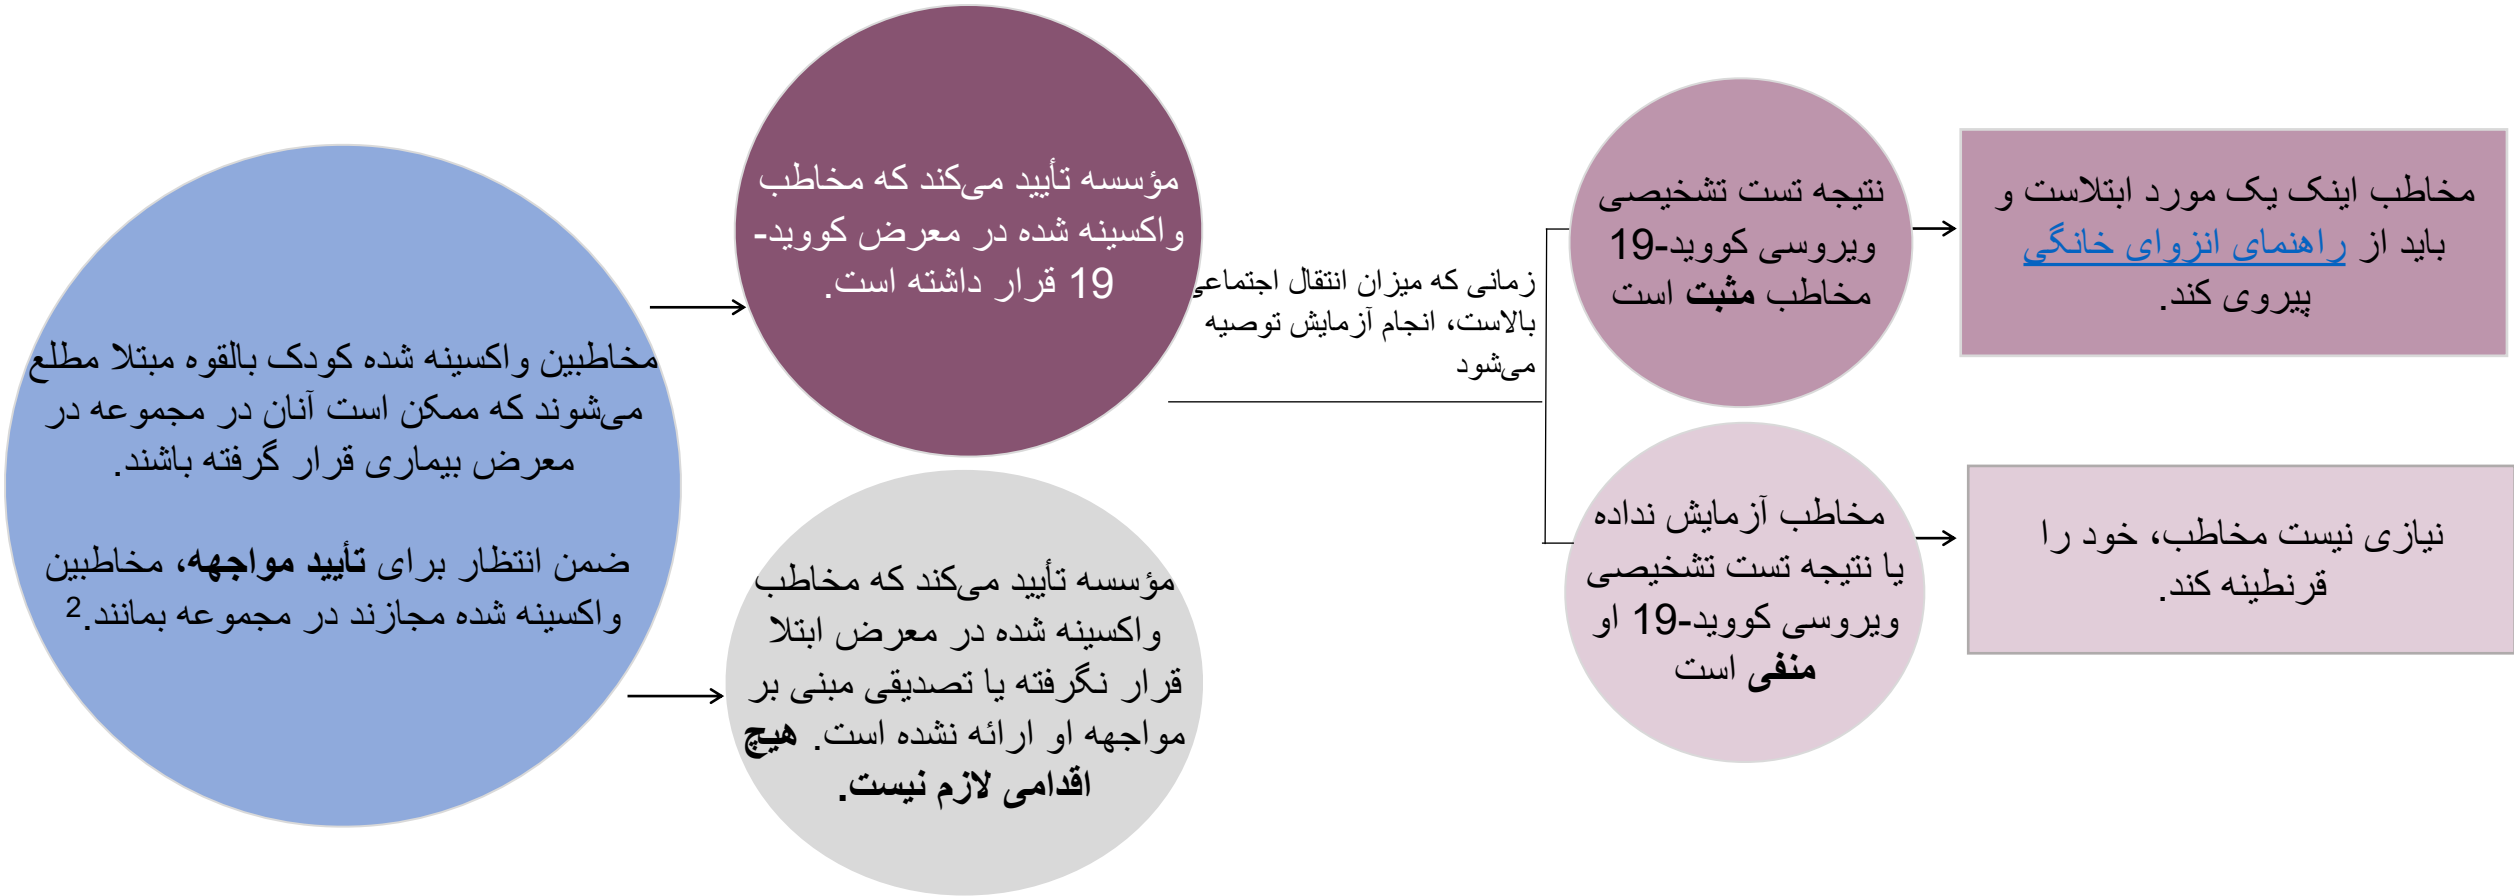 مخاطبین واکسینه شده کودک بالقوه مبتلا مطلع
می‌شوند که ممکن است آنان در مجموعه در
معرض بیماری قرار گرفته باشند.
ضمن انتظار برای تأیید مواجهه، مخاطبین
واکسینه شده مجازند در مجموعه بمانند.2
مؤسسه تأیید می‌کند که مخاطب
واکسینه شده در معرض کووید-
19 قرار داشته است.
مؤسسه تأیید می‌کند که مخاطب
واکسینه شده در معرض ابتلا
قرار نگرفته یا تصدیقی مبنی بر
مواجهه او ارائه نشده است. هیچ
اقدامی لازم نیست.
زمانی که میزان انتقال اجتماعی
بالاست، انجام آزمایش توصیه
می‌شود
نتیجه تست تشخیصی
ویروسی کووید-19
مخاطب مثبت است
مخاطب اینک یک مورد ابتلاست و
باید از راهنمای انزوای خانگی
پیروی کند.
مخاطب آزمایش نداده
یا نتیجه تست تشخیصی
ویروسی کووید-19 او
منفی است
نیازی نیست مخاطب، خود را
قرنطینه کند.